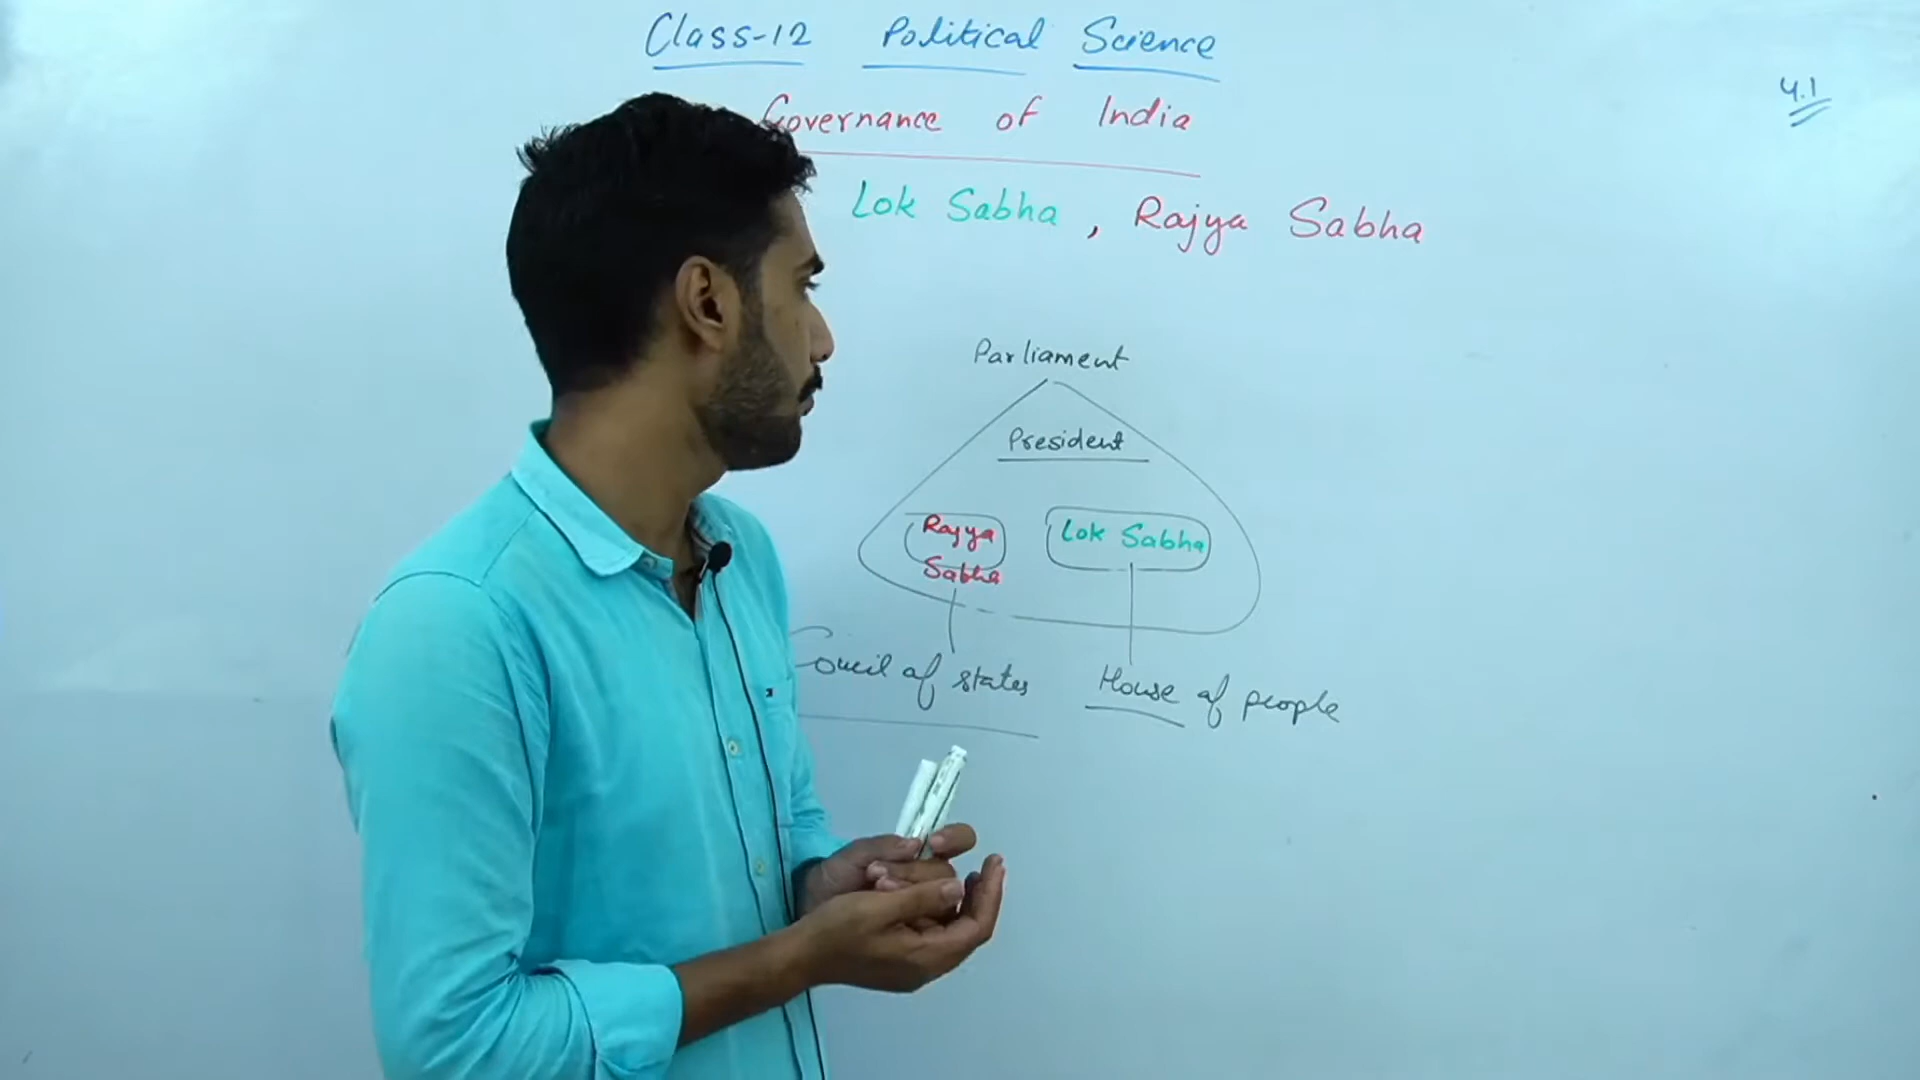 Class-12 Political Science
4.1
Governance of India
Lok Sabha, Rajya Sabha
Parliament
President
Rajya Sabha
Lok Sabha
Council of states
House of people